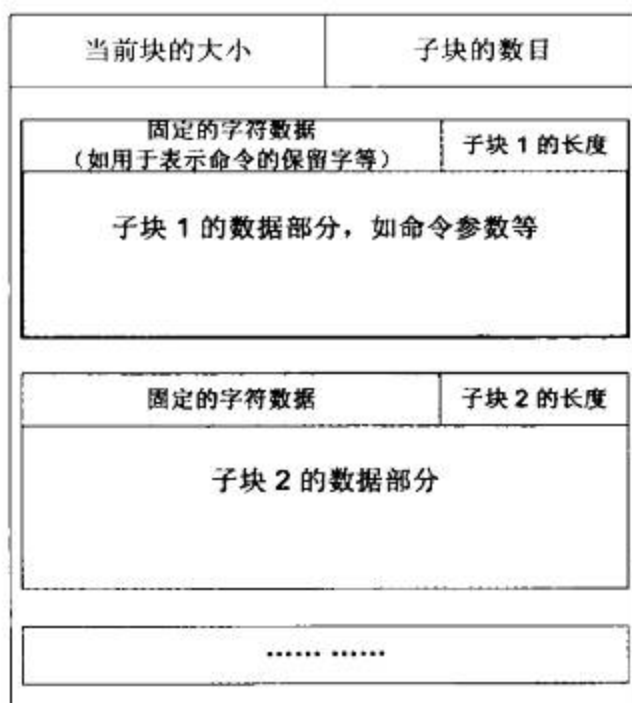 当前块的大小 子块的数目
固定的字符数据
（如用于表示命令的保留字等） 子块 1 的长度
子块 1 的数据部分，如命令参数等
固定的字符数据 子块 2 的长度
子块 2 的数据部分
…… ……